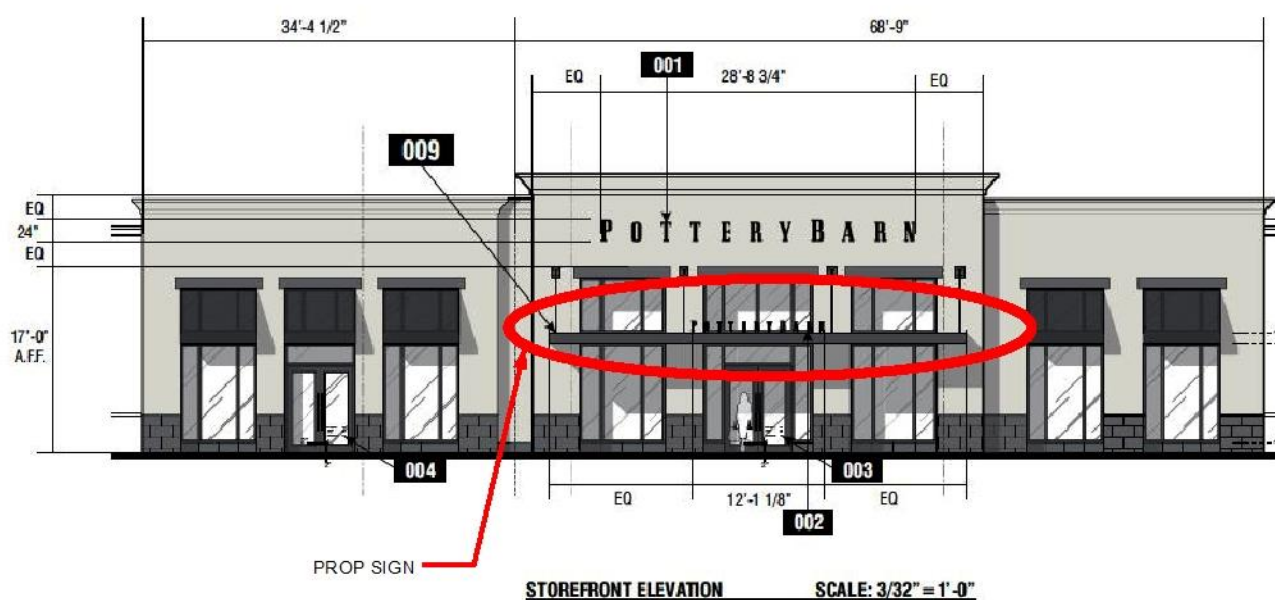 34'-4 1/2"
68'-9"
EQ
001
28'-8 3/4"
EQ
009
EQ
24"
EQ
POTTERY BARN
17'-0"
A.F.F.
POTTERY BARN
004
003
EQ
12'-1 1/8"
EQ
002
PROP SIGN
STOREFRONT ELEVATION SCALE: 3/32" = 1'-0"